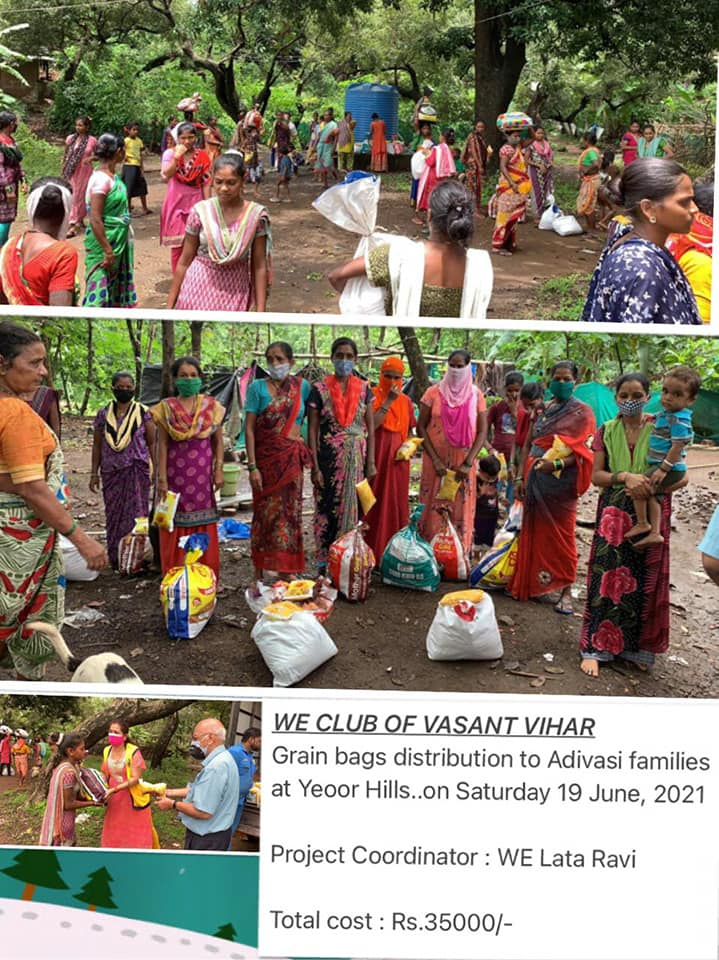 WE CLUB OF VASANT VIHAR
Grain bags distribution to Adivasi families
at Yeoor Hills..on Saturday 19 June, 2021
Project Coordinator : WE Lata Ravi
Total cost : Rs.35000/-